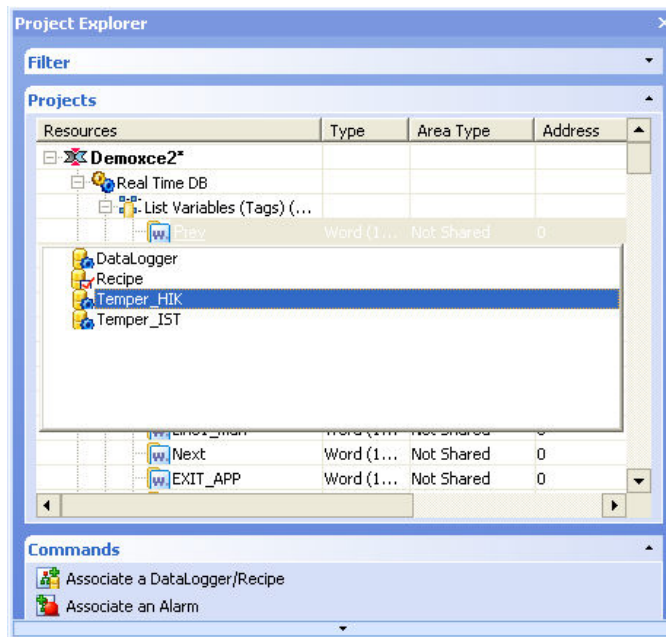 Project Explorer
Filter
Projects
Resources Type Area Type Address
Demoxce2*
Real Time DB
List Variables (Tags) (...
Prev Word (1... Not Shared 0
DataLogger
Recipe
Temper_HIK
Temper_IST
Next Word (1... Not Shared 0
EXIT_APP Word (1... Not Shared 0
Commands
Associate a DataLogger/Recipe
Associate an Alarm